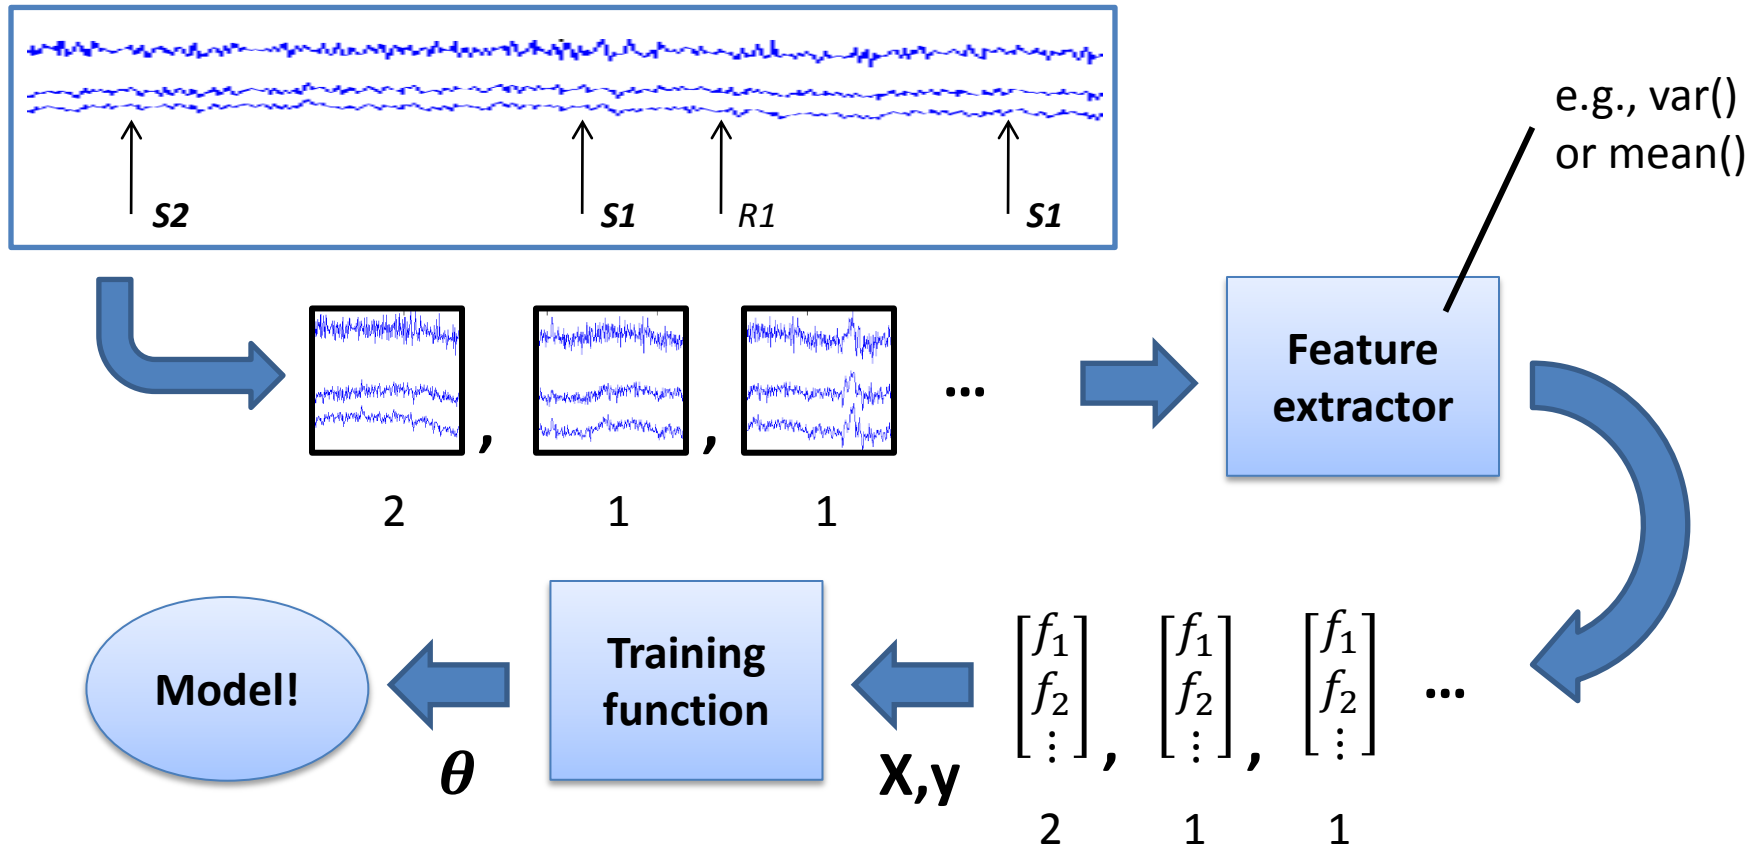 S2 S1 R1 S1
e.g., var()
or mean()
, , ...
2 1 1
Feature
extractor
Model!
θ
Training
function
X,y
[f₁ f₂ ⋮] , [f₁ f₂ ⋮] , [f₁ f₂ ⋮] ...
2 1 1